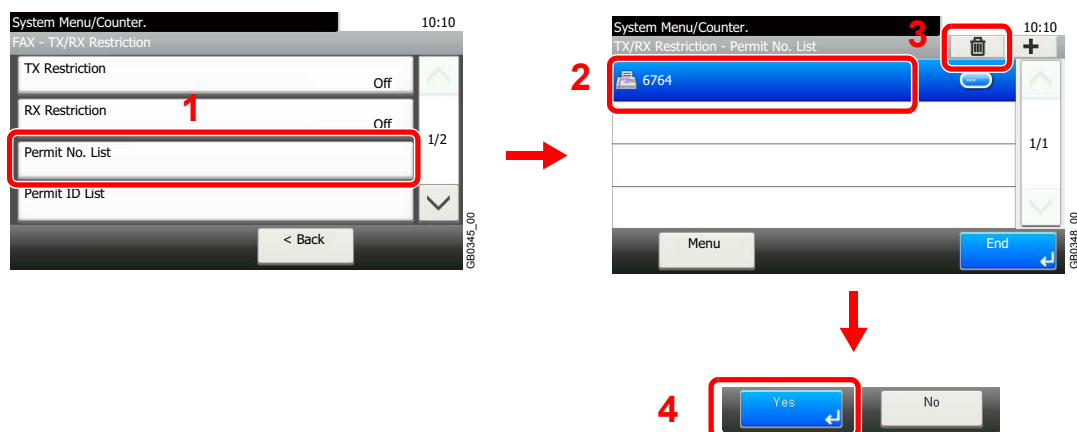 System Menu/Counter.
10:10
FAX - TX/RX Restriction
TX Restriction
Off
RX Restriction
Off
1
Permit No. List
1/2
Permit ID List
< Back
GB0345_00
System Menu/Counter.
10:10
TX/RX Restriction - Permit No. List
3
2
6764
1/1
Menu
End
GB0348_00
4
Yes
No